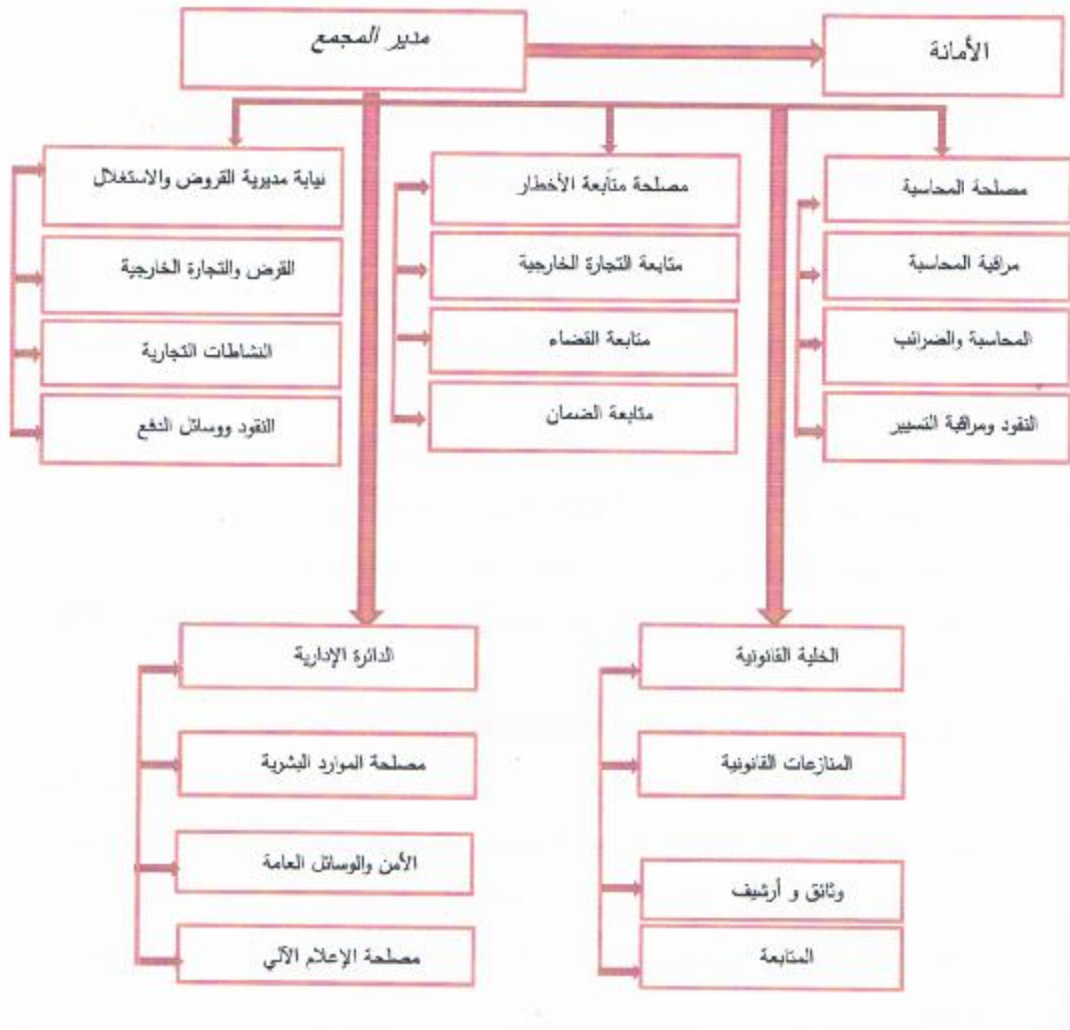 مدير المجمع
الأمانة
مصلحة المحاسبة
مراقبة المحاسبة
المحاسبة والضرائب
النقود ومراقبة التسيير
مصلحة متابعة الأخطار
متابعة التجارة الخارجية
متابعة القضاء
متابعة الضمان
نيابة مديرية القروض والاستغلال
القرض والتجارة الخارجية
النشاطات التجارية
النقود ووسائل الدفع
الخلية القانونية
المنازعات القانونية
وثائق و أرشيف
المتابعة
الدائرة الإدارية
مصلحة الموارد البشرية
الأمن والوسائل العامة
مصلحة الإعلام الآلي